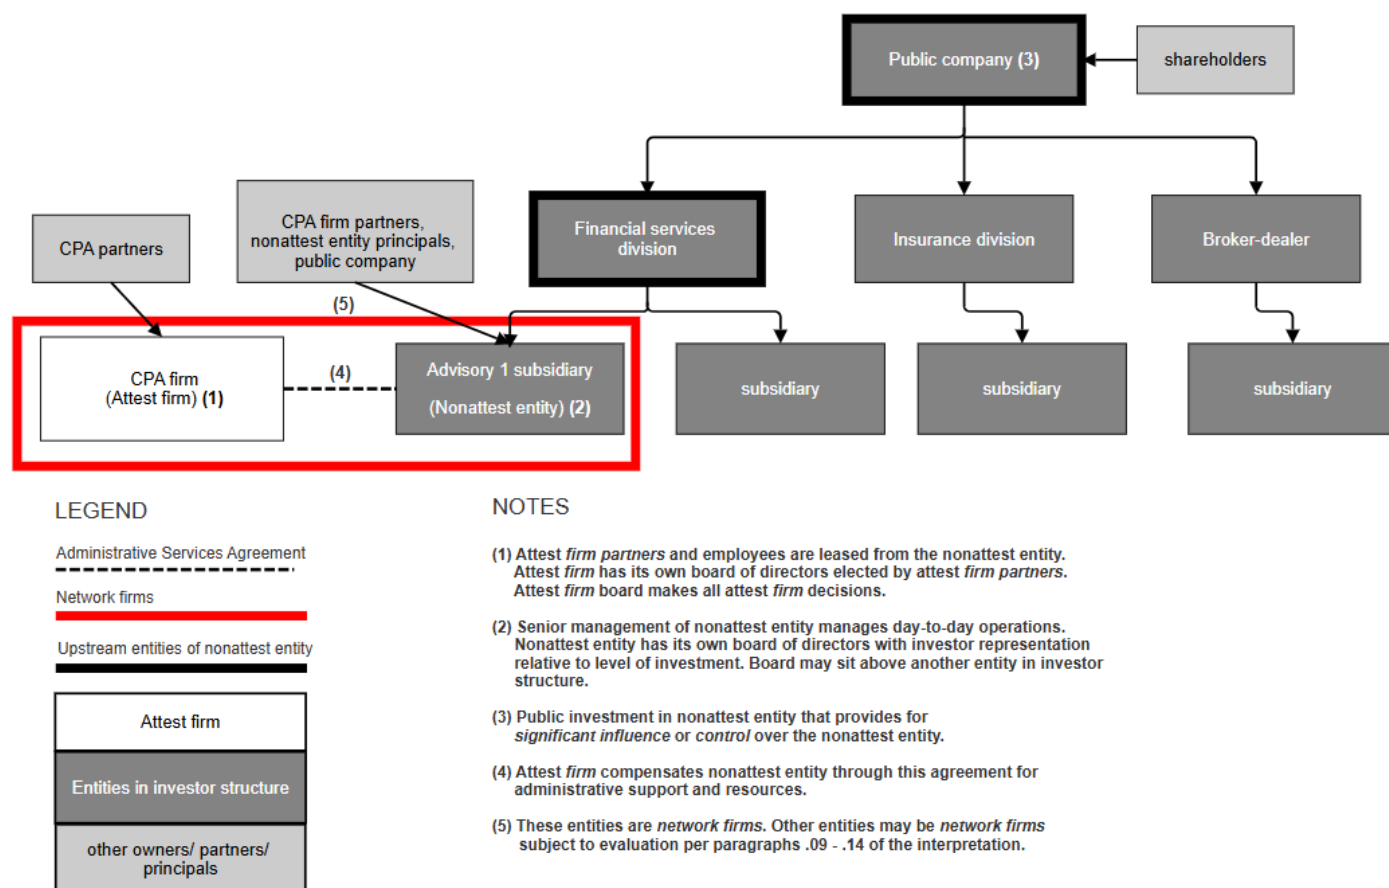 Public company (3)
shareholders
CPA partners
CPA firm partners,
nonattest entity principals,
public company
Financial services
division
Insurance division
Broker-dealer
(5)
CPA firm
(Attest firm) (1)
(4)
Advisory 1 subsidiary
(Nonattest entity) (2)
subsidiary
subsidiary
subsidiary
LEGEND
Administrative Services Agreement
Network firms
Upstream entities of nonattest entity
Attest firm
Entities in investor structure
other owners/ partners/
principals
NOTES
(1) Attest firm partners and employees are leased from the nonattest entity.
Attest firm has its own board of directors elected by attest firm partners.
Attest firm board makes all attest firm decisions.
(2) Senior management of nonattest entity manages day-to-day operations.
Nonattest entity has its own board of directors with investor representation
relative to level of investment. Board may sit above another entity in investor
structure.
(3) Public investment in nonattest entity that provides for
significant influence or control over the nonattest entity.
(4) Attest firm compensates nonattest entity through this agreement for
administrative support and resources.
(5) These entities are network firms. Other entities may be network firms
subject to evaluation per paragraphs .09 - .14 of the interpretation.